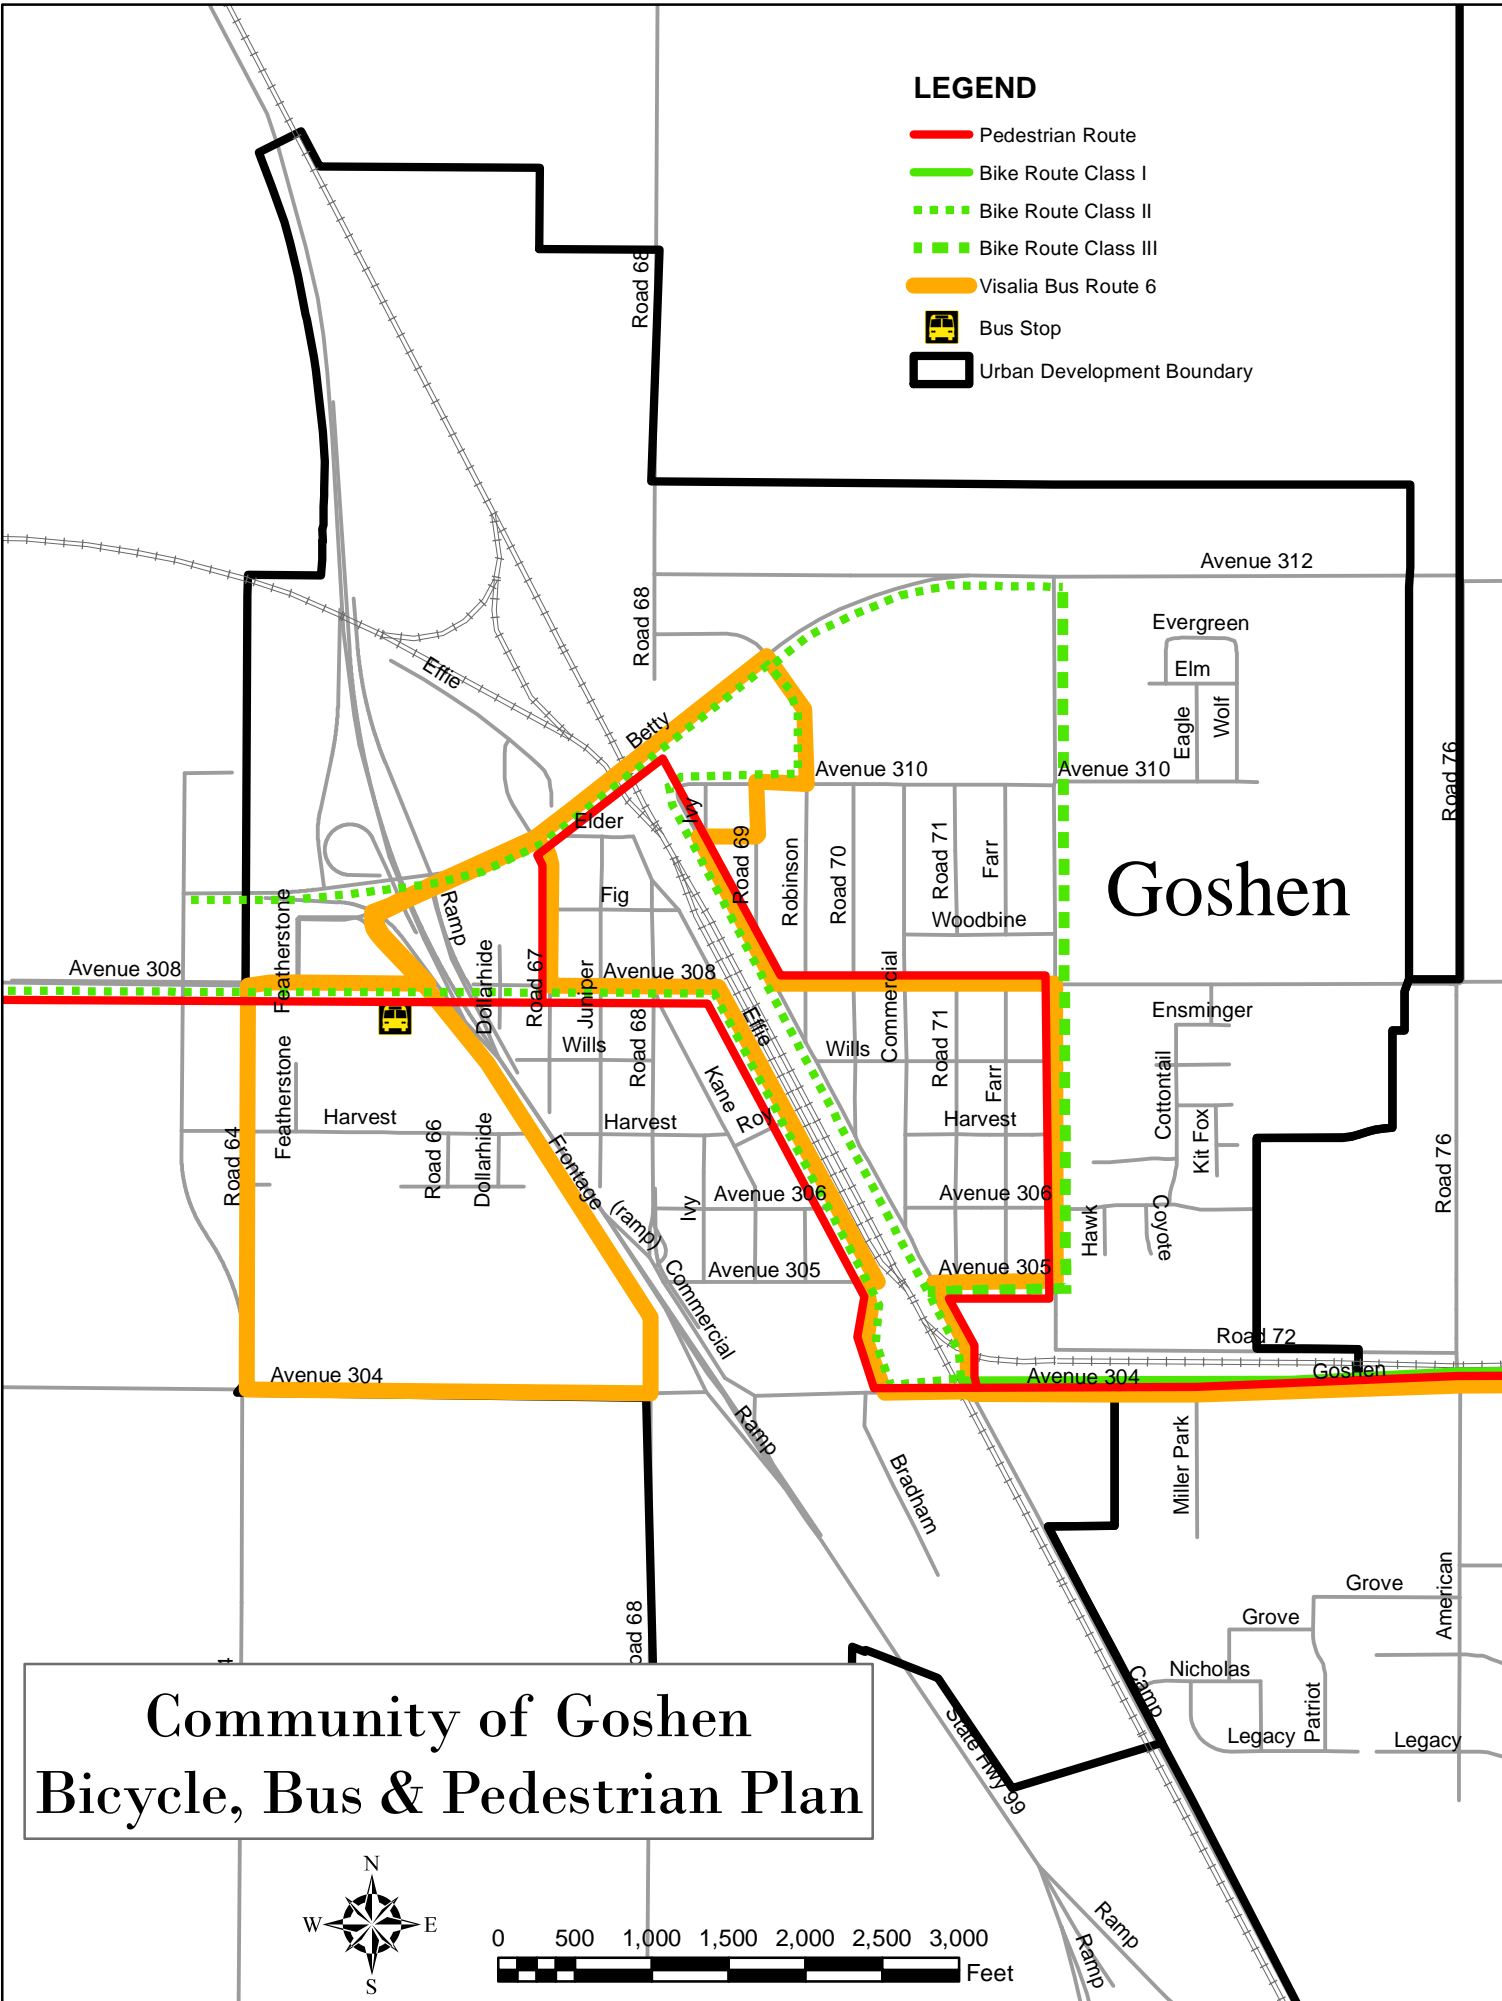 LEGEND
Pedestrian Route
Bike Route Class I
Bike Route Class II
Bike Route Class III
Visalia Bus Route 6
Bus Stop
Urban Development Boundary
Road 68
Avenue 312
Road 68
Evergreen
Elm
Effie
Eagle
Wolf
Betty
Avenue 310
Avenue 310
Road 76
Ivy
Elder
Road 69
Robinson
Road 70
Road 71
Farr
Goshen
Fig
Featherstone
Ramp
Woodbine
Avenue 308
Dollarhide
Road 67
Juniper
Avenue 308
Commercial
Ensminger
Effie
Featherstone
Wills
Road 68
Wills
Road 71
Farr
Cottontail
Kane
Rol
Harvest
Harvest
Harvest
Kit Fox
Road 64
Road 66
Dollarhide
Frontage
(ramp)
Ivy
Avenue 306
Avenue 306
Hawk
Coyote
Road 76
Commercial
Avenue 305
Avenue 305
Road 72
Avenue 304
Avenue 304
Goshen
Ramp
Bradham
Miller Park
American
Grove
Grove
oad 68
4
Nicholas
Camp
Patriot
Legacy
Legacy
State Hwy 99
Community of Goshen
Bicycle, Bus & Pedestrian Plan
N
W E
S
0 500 1,000 1,500 2,000 2,500 3,000
Feet
Ramp
Ramp